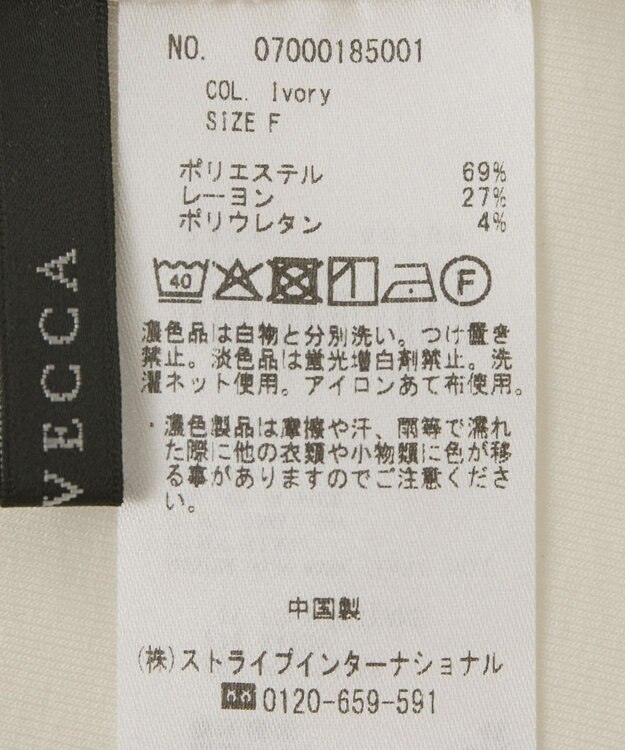 VECCA
NO. 07000185001
COL. Ivory
SIZE F
ポリエステル 69%
レーヨン 27%
ポリウレタン 4%
40 F
濃色品は白物と分別洗い。つけ置き
禁止。淡色品は蛍光増白剤禁止。洗
濯ネット使用。アイロンあて布使用。
・濃色製品は摩擦や汗、雨等で濡れ
た際に他の衣類や小物類に色が移
る事がありますのでご注意くださ
い。
中国製
(株)ストライプインターナショナル
0120-659-591